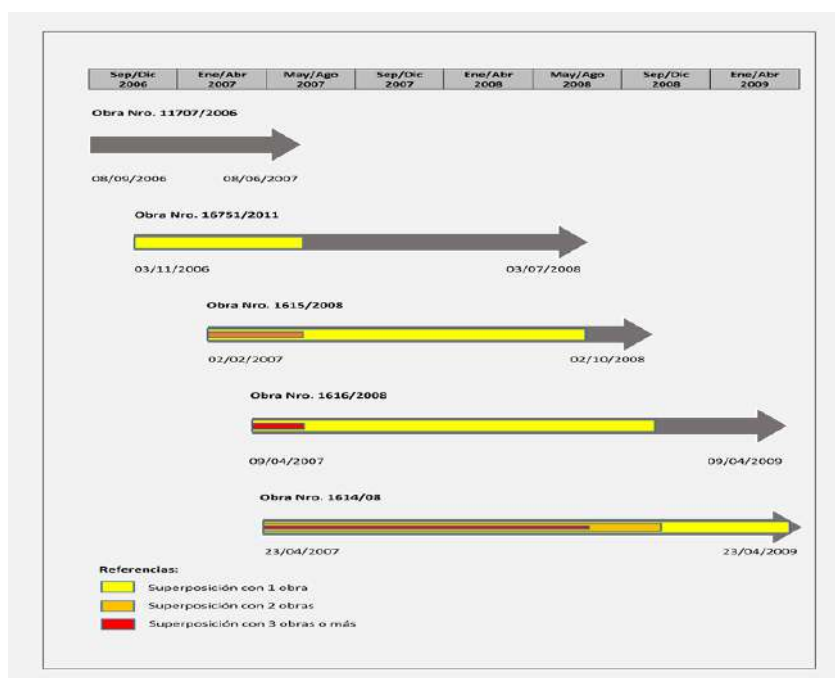 Sep/Dic 2006 Ene/Abr 2007 May/Ago 2007 Sep/Dic 2007 Ene/Abr 2008 May/Ago 2008 Sep/Dic 2008 Ene/Abr 2009
Obra Nro. 11707/2006
08/09/2006 08/06/2007
Obra Nro. 16751/2011
03/11/2006 03/07/2008
Obra Nro. 1615/2008
02/02/2007 02/10/2008
Obra Nro. 1616/2008
09/04/2007 09/04/2009
Obra Nro. 1614/08
23/04/2007 23/04/2009
Referencias:
Superposición con 1 obra
Superposición con 2 obras
Superposición con 3 obras o más